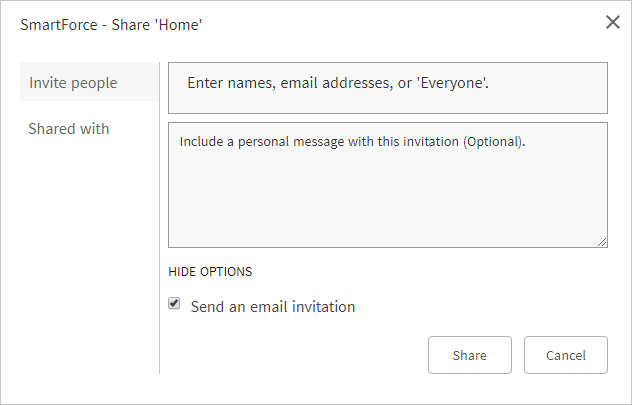 SmartForce - Share 'Home'
Invite people
Shared with
Enter names, email addresses, or 'Everyone'.
Include a personal message with this invitation (Optional).
HIDE OPTIONS
Send an email invitation
Share
Cancel